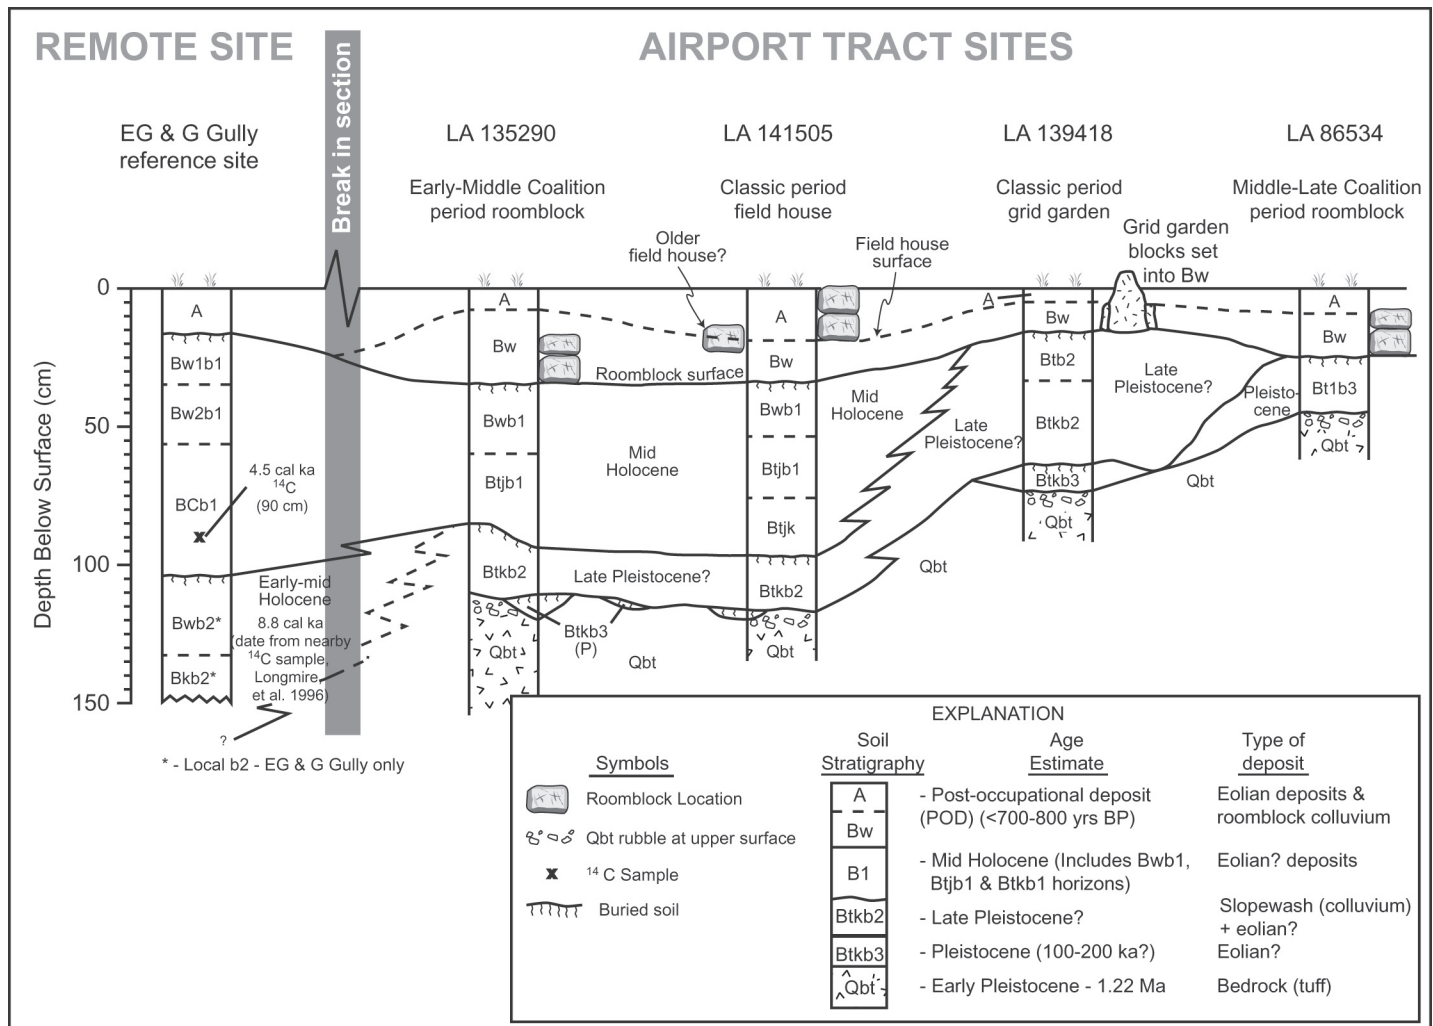 REMOTE SITE
AIRPORT TRACT SITES
Break in section
EG & G Gully
reference site
LA 135290
Early-Middle Coalition
period roomblock
LA 141505
Classic period
field house
LA 139418
Classic period
grid garden
LA 86534
Middle-Late Coalition
period roomblock
Older
field house?
Field house
surface
Grid garden
blocks set
into Bw
Depth Below Surface (cm)
0
50
100
150
A
Bw1b1
Bw2b1
BCb1
x
4.5 cal ka
14C
(90 cm)
Bwb2*
Bkb2*
Early-mid
Holocene
8.8 cal ka
(date from nearby
14C sample,
Longmire,
et al. 1996)
?
* - Local b2 - EG & G Gully only
A
Bw
Bwb1
Btjb1
Btkb2
Qbt
Roomblock surface
Mid
Holocene
Late Pleistocene?
Btkb3
(P)
Qbt
A
Bw
Bwb1
Btjb1
Btjk
Btkb2
Qbt
Mid
Holocene
Late
Pleistocene?
Qbt
A
Bw
Btb2
Btkb2
Btkb3
Qbt
Late
Pleistocene?
Pleisto-
cene
Qbt
A
Bw
Bt1b3
Qbt
EXPLANATION
Symbols
Roomblock Location
Qbt rubble at upper surface
x 14 C Sample
Buried soil
Soil
Stratigraphy
Age
Estimate
Type of
deposit
A
Bw
- Post-occupational deposit
(POD) (<700-800 yrs BP)
Eolian deposits &
roomblock colluvium
B1
- Mid Holocene (Includes Bwb1,
Btjb1 & Btkb1 horizons)
Eolian? deposits
Btkb2
- Late Pleistocene?
Slopewash (colluvium)
+ eolian?
Btkb3
- Pleistocene (100-200 ka?)
Eolian?
Qbt
- Early Pleistocene - 1.22 Ma
Bedrock (tuff)